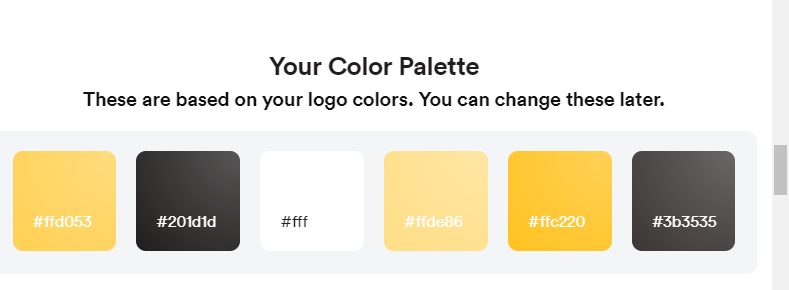 Your Color Palette
These are based on your logo colors. You can change these later.
#ffd053 #201d1d #fff #ffde86 #ffc220 #3b3535